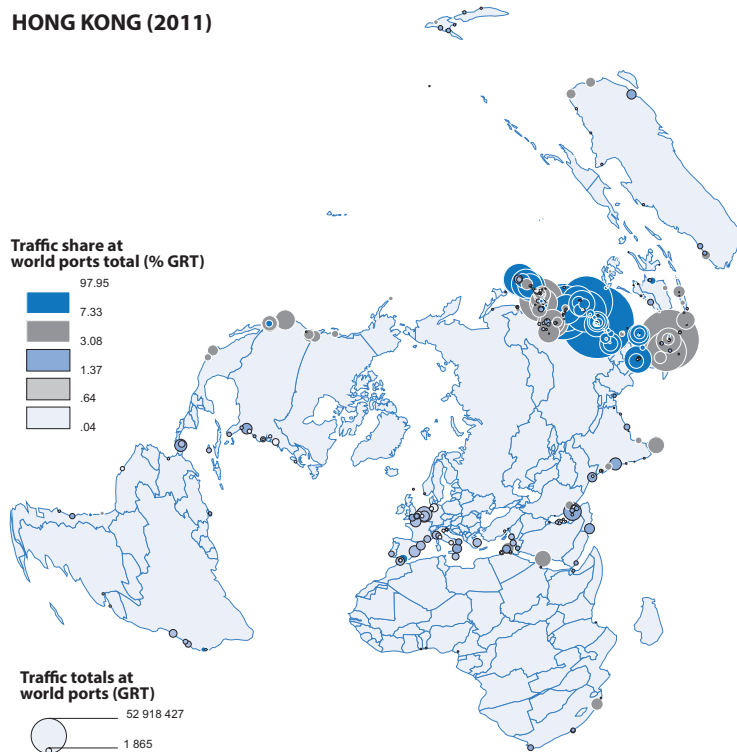 HONG KONG (2011)
Traffic share at
world ports total (% GRT)
97.95
7.33
3.08
1.37
.64
.04
Traffic totals at
world ports (GRT)
52 918 427
1 865